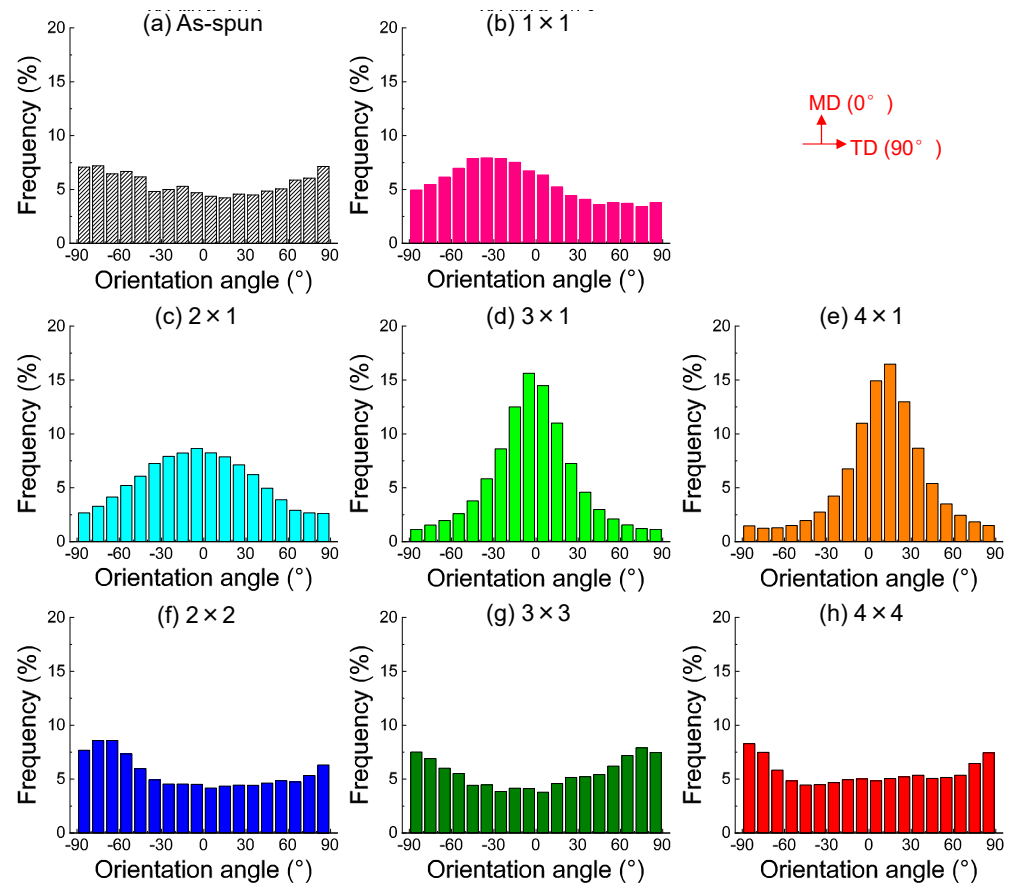 (a) As-spun
20
15
10
5
0
Frequency (%)
-90 -60 -30 0 30 60 90
Orientation angle (°)
(b) 1×1
20
15
10
5
0
Frequency (%)
-90 -60 -30 0 30 60 90
Orientation angle (°)
MD (0°)
TD (90°)
(c) 2×1
20
15
10
5
0
Frequency (%)
-90 -60 -30 0 30 60 90
Orientation angle (°)
(d) 3×1
20
15
10
5
0
Frequency (%)
-90 -60 -30 0 30 60 90
Orientation angle (°)
(e) 4×1
20
15
10
5
0
Frequency (%)
-90 -60 -30 0 30 60 90
Orientation angle (°)
(f) 2×2
20
15
10
5
0
Frequency (%)
-90 -60 -30 0 30 60 90
Orientation angle (°)
(g) 3×3
20
15
10
5
0
Frequency (%)
-90 -60 -30 0 30 60 90
Orientation angle (°)
(h) 4×4
20
15
10
5
0
Frequency (%)
-90 -60 -30 0 30 60 90
Orientation angle (°)